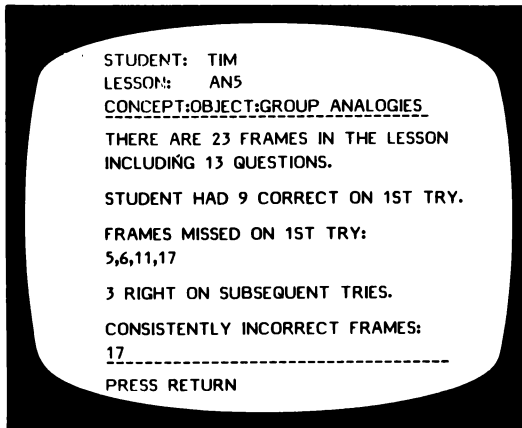 STUDENT: TIM
LESSON: AN5
CONCEPT:OBJECT:GROUP ANALOGIES
THERE ARE 23 FRAMES IN THE LESSON
INCLUDING 13 QUESTIONS.
STUDENT HAD 9 CORRECT ON 1ST TRY.
FRAMES MISSED ON 1ST TRY:
5,6,11,17
3 RIGHT ON SUBSEQUENT TRIES.
CONSISTENTLY INCORRECT FRAMES:
17
PRESS RETURN